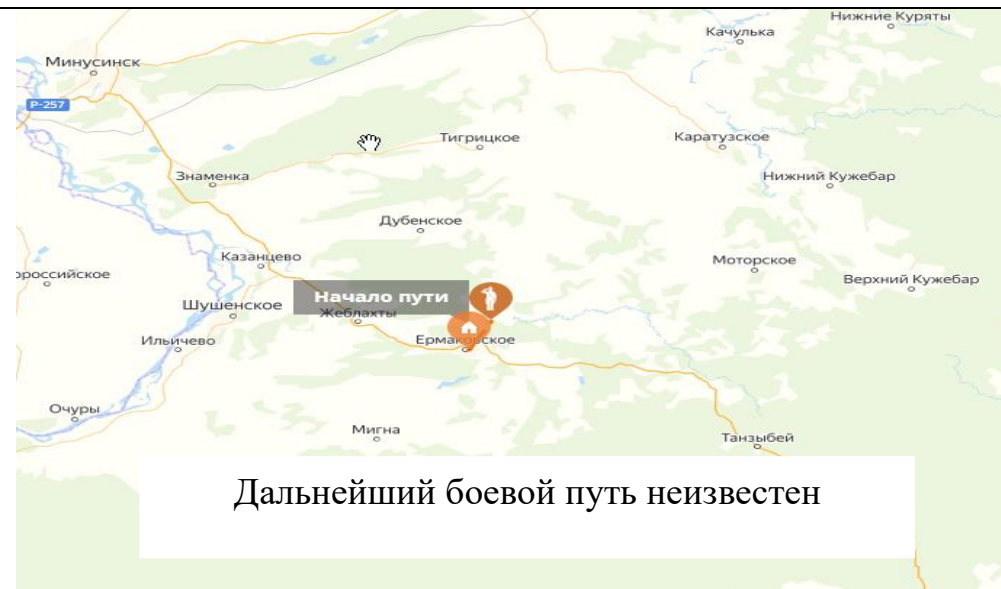 Нижние Куряты
Качулька
Минусинск
Р-257
Тигрицкое
Каратузское
Знаменка
Нижний Кужебар
Дубенское
Казанцево
Моторское
ороссийское
Верхний Кужебар
Начало пути
Шушенское
Жеблахты
Ильичево
Ермаковское
Очуры
Мигна
Танзыбей
Дальнейший боевой путь неизвестен